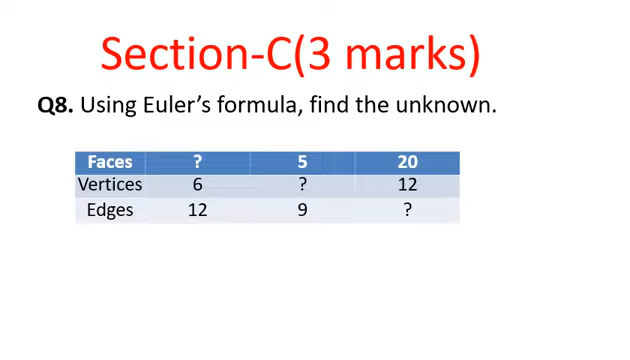 Section-C(3 marks)
Q8. Using Euler's formula, find the unknown.
Faces ? 5 20
Vertices 6 ? 12
Edges 12 9 ?